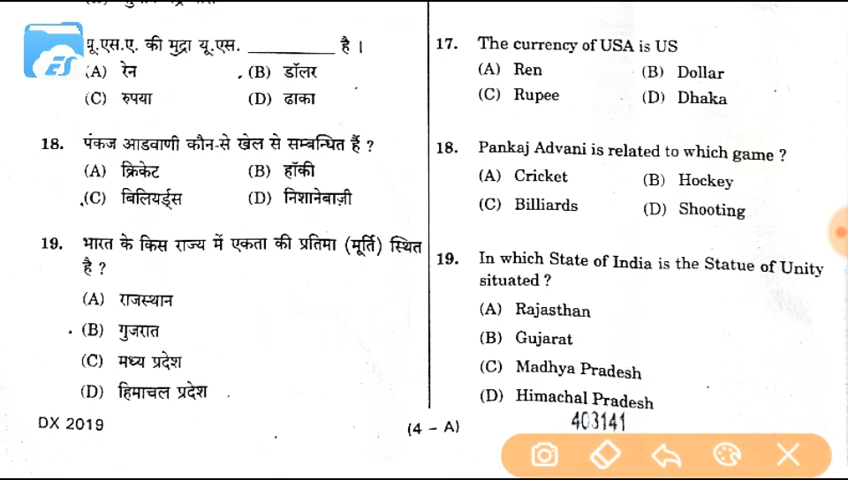 यू.एस.ए. की मुद्रा यू.एस. __________ है ।
(A) रेन
(B) डॉलर
(C) रुपया
(D) ढाका
18. पंकज आडवाणी कौन-से खेल से सम्बन्धित हैं ?
(A) क्रिकेट
(B) हॉकी
(C) बिलियर्ड्स
(D) निशानेबाज़ी
19. भारत के किस राज्य में एकता की प्रतिमा (मूर्ति) स्थित
है ?
(A) राजस्थान
(B) गुजरात
(C) मध्य प्रदेश
(D) हिमाचल प्रदेश
DX 2019
17. The currency of USA is US
(A) Ren
(B) Dollar
(C) Rupee
(D) Dhaka
18. Pankaj Advani is related to which game ?
(A) Cricket
(B) Hockey
(C) Billiards
(D) Shooting
19. In which State of India is the Statue of Unity
situated ?
(A) Rajasthan
(B) Gujarat
(C) Madhya Pradesh
(D) Himachal Pradesh
(4 – A)
403141